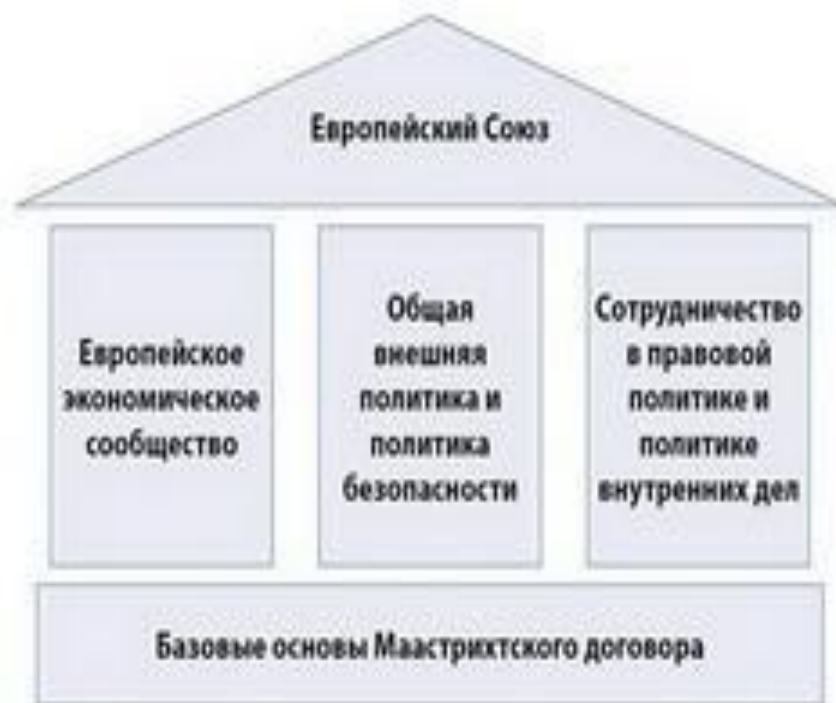 Европейский Союз
Европейское
экономическое
сообщество
Общая
внешняя
политика и
политика
безопасности
Сотрудничество
в правовой
политике и
политике
внутренних дел
Базовые основы Маастрихтского договора